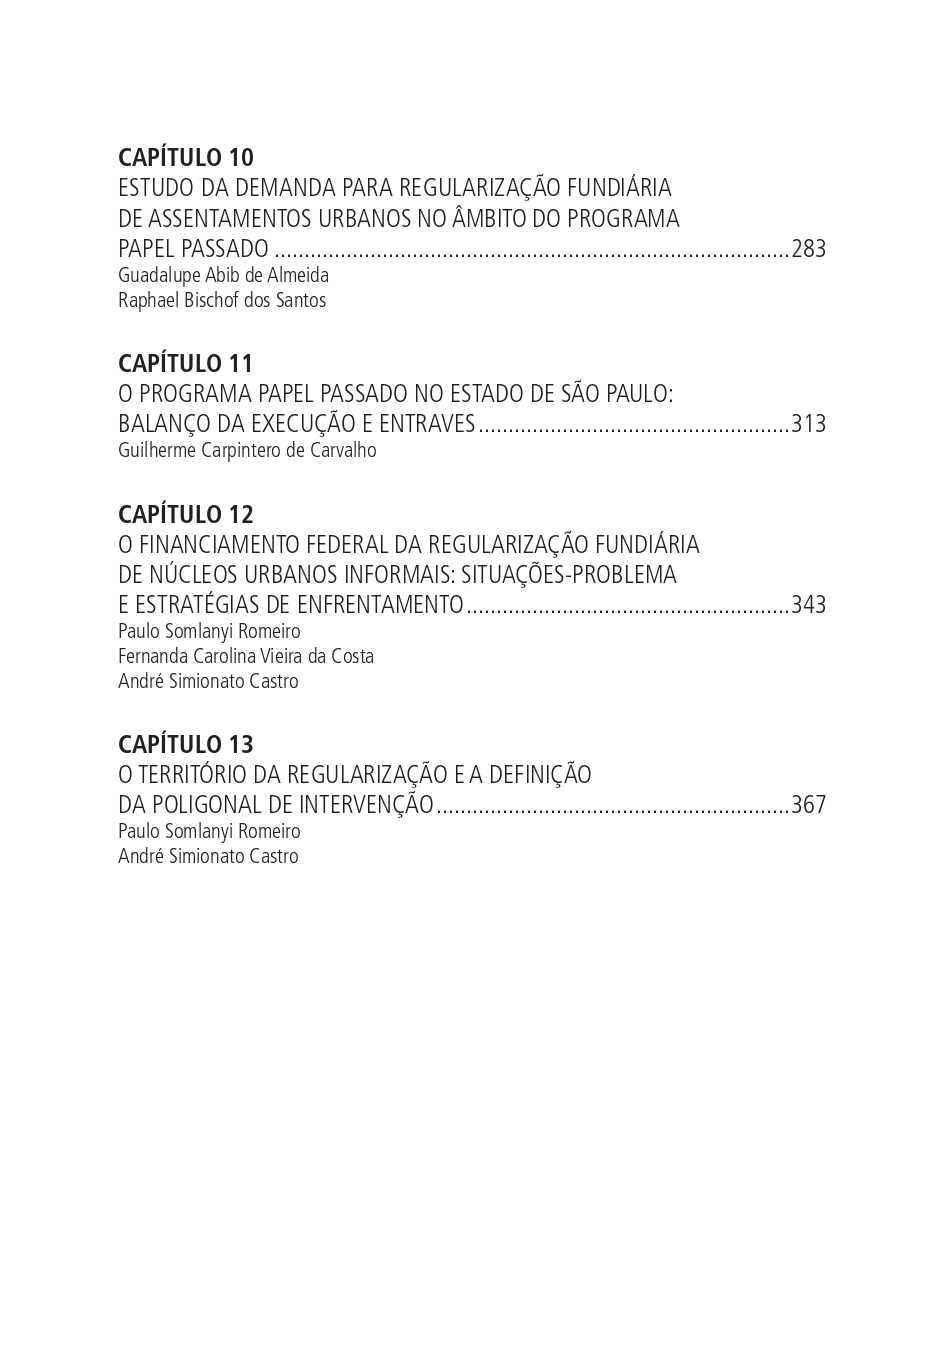 CAPÍTULO 10
ESTUDO DA DEMANDA PARA REGULARIZAÇÃO FUNDIÁRIA
DE ASSENTAMENTOS URBANOS NO ÂMBITO DO PROGRAMA
PAPEL PASSADO ......................................................................................283
Guadalupe Abib de Almeida
Raphael Bischof dos Santos
CAPÍTULO 11
O PROGRAMA PAPEL PASSADO NO ESTADO DE SÃO PAULO:
BALANÇO DA EXECUÇÃO E ENTRAVES....................................................313
Guilherme Carpintero de Carvalho
CAPÍTULO 12
O FINANCIAMENTO FEDERAL DA REGULARIZAÇÃO FUNDIÁRIA
DE NÚCLEOS URBANOS INFORMAIS: SITUAÇÕES-PROBLEMA
E ESTRATÉGIAS DE ENFRENTAMENTO......................................................343
Paulo Somlanyi Romeiro
Fernanda Carolina Vieira da Costa
André Simionato Castro
CAPÍTULO 13
O TERRITÓRIO DA REGULARIZAÇÃO E A DEFINIÇÃO
DA POLIGONAL DE INTERVENÇÃO...........................................................367
Paulo Somlanyi Romeiro
André Simionato Castro